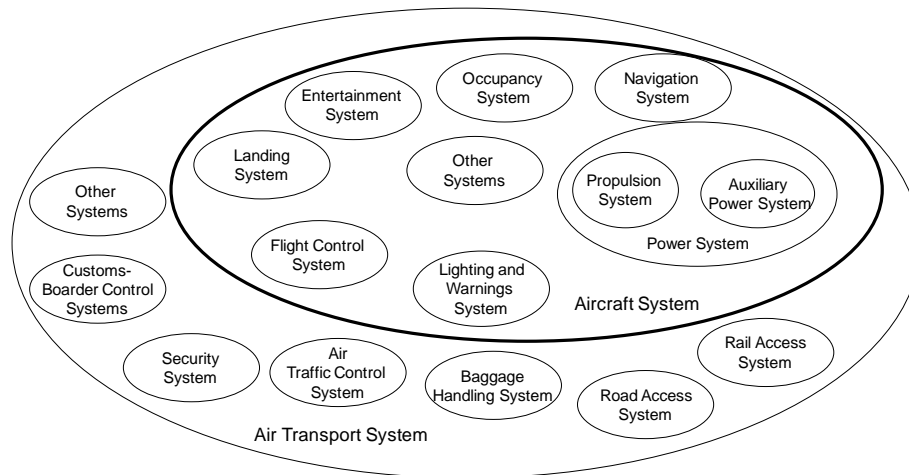 Occupancy
System
Navigation
System
Entertainment
System
Landing
System
Other
Systems
Propulsion
System
Auxiliary
Power System
Power System
Other
Systems
Flight Control
System
Customs-
Boarder Control
Systems
Lighting and
Warnings
System
Aircraft System
Rail Access
System
Security
System
Air
Traffic Control
System
Baggage
Handling System
Road Access
System
Air Transport System